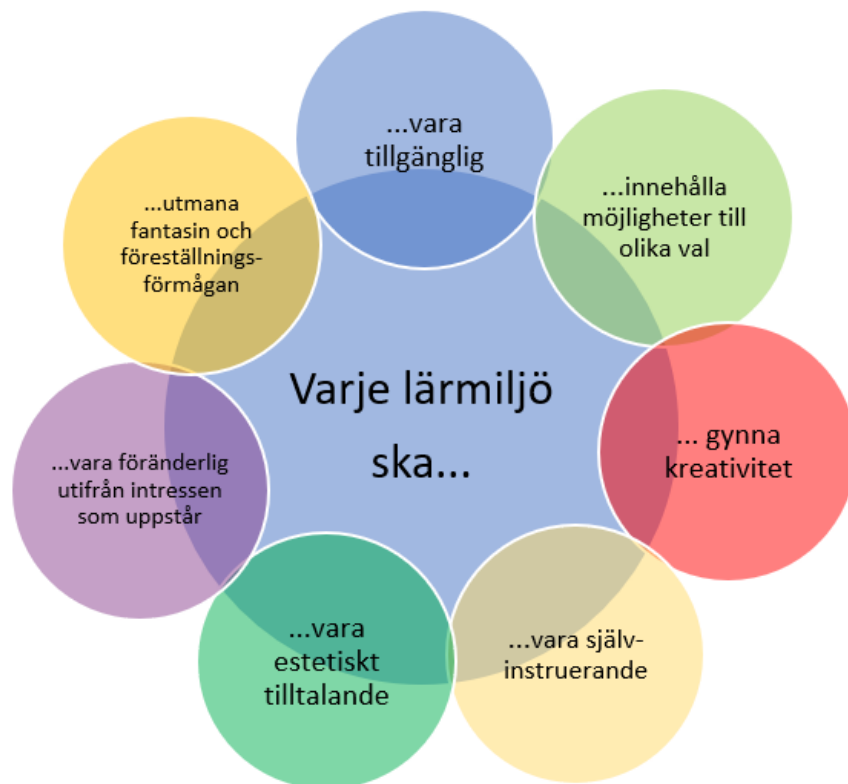 Varje lärmiljö
ska...
...vara
tillgänglig
...innehålla
möjligheter till
olika val
... gynna
kreativitet
...vara själv-
instruerande
...vara
estetiskt
tilltalande
...vara föränderlig
utifrån intressen
som uppstår
...utmana
fantasin och
föreställnings-
förmågan